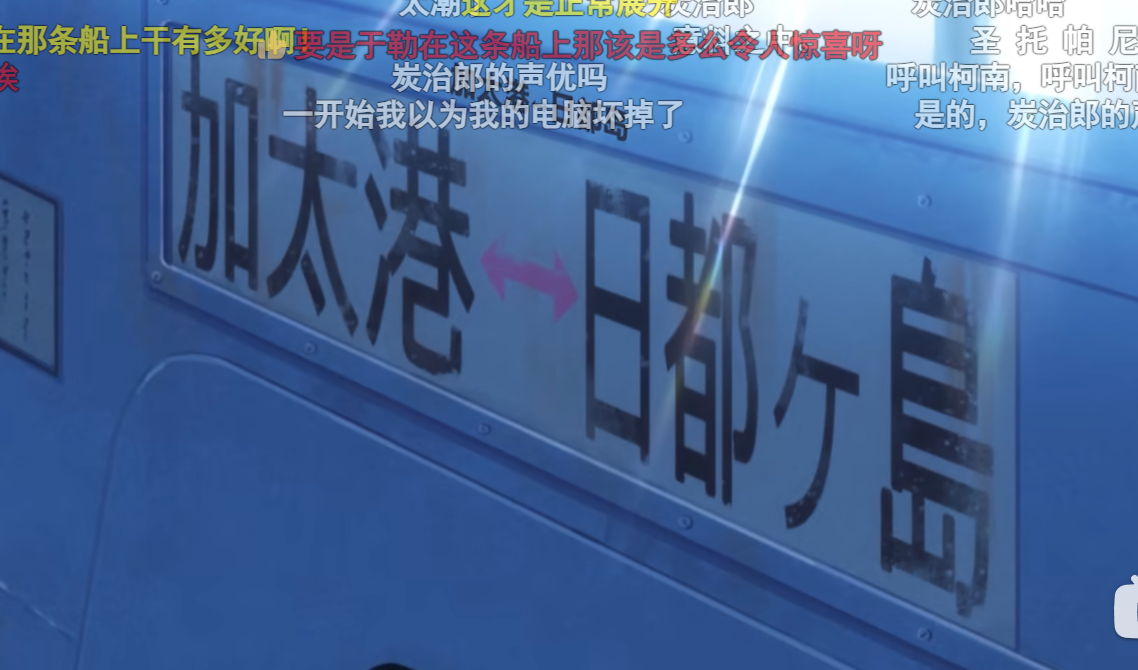 太潮这才是正常展开炭治郎
炭治郎哈哈
在那条船上干有多好啊！
要是于勒在这条船上那该是多么令人惊喜呀
圣托帕尼
炭治郎的声优吗
呼叫柯南，呼叫柯南
一开始我以为我的电脑坏掉了
是的，炭治郎的
加太港↔日都ヶ島